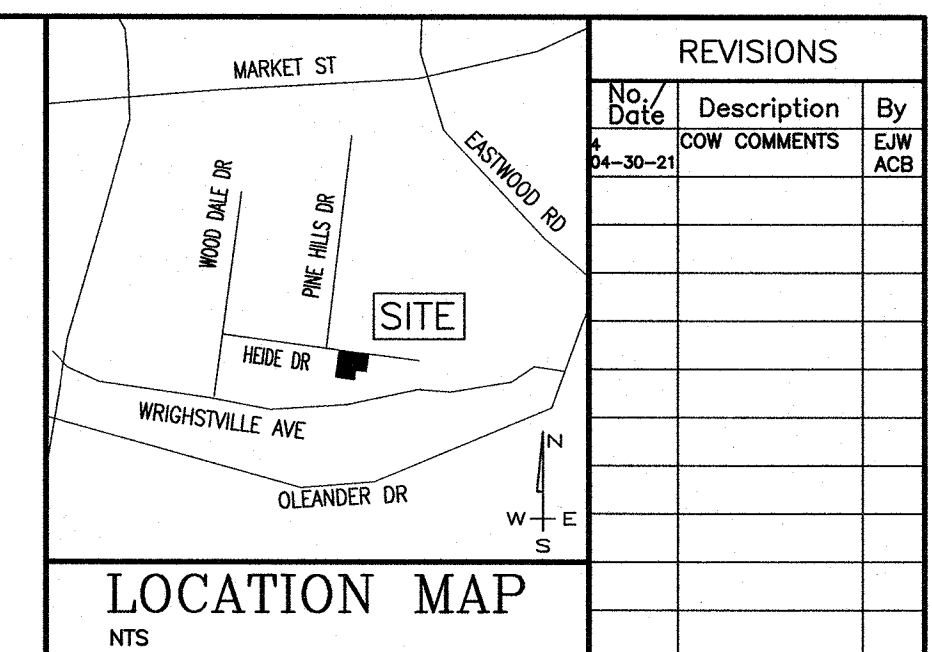 MARKET ST
EASTWOOD RD
WOOD DALE DR
PINE HILLS DR
SITE
HEIDE DR
WRIGHSTVILLE AVE
OLEANDER DR
N
W E
S
LOCATION MAP
NTS
REVISIONS
No./ Date Description By
4 04-30-21 COW COMMENTS EJW ACB